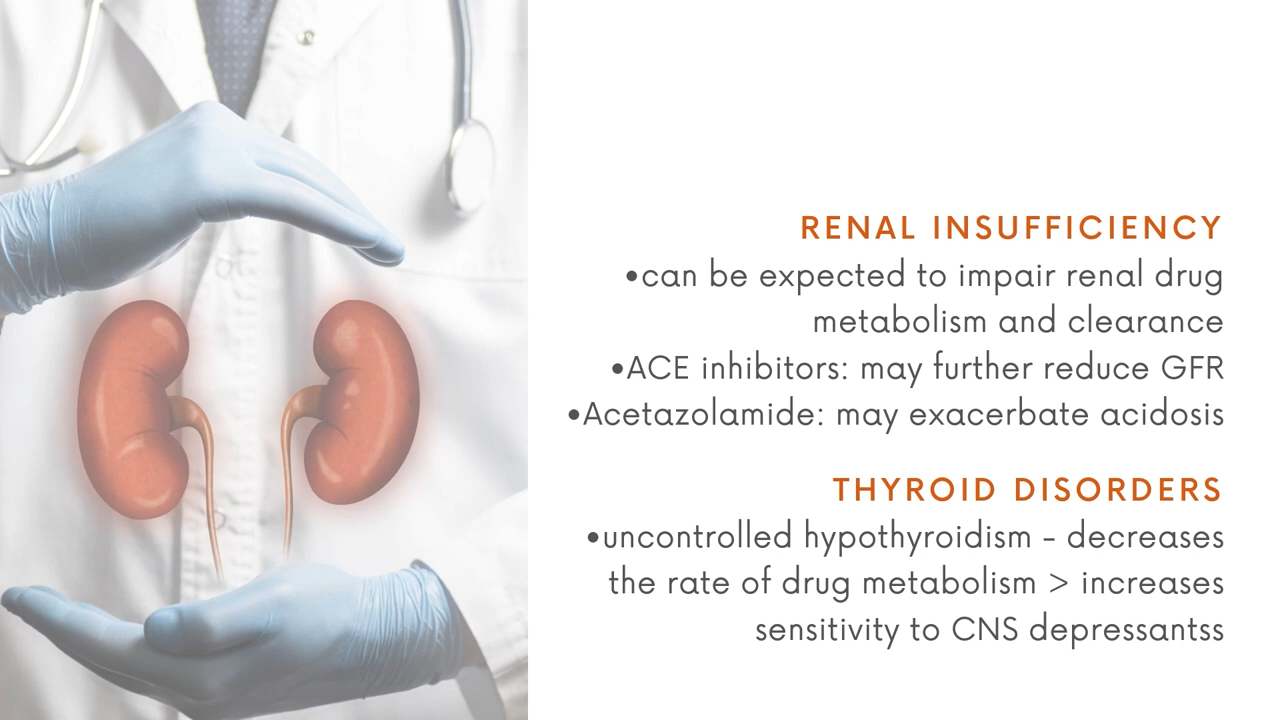 RENAL INSUFFICIENCY
•can be expected to impair renal drug
metabolism and clearance
•ACE inhibitors: may further reduce GFR
•Acetazolamide: may exacerbate acidosis
THYROID DISORDERS
•uncontrolled hypothyroidism - decreases
the rate of drug metabolism > increases
sensitivity to CNS depressantss